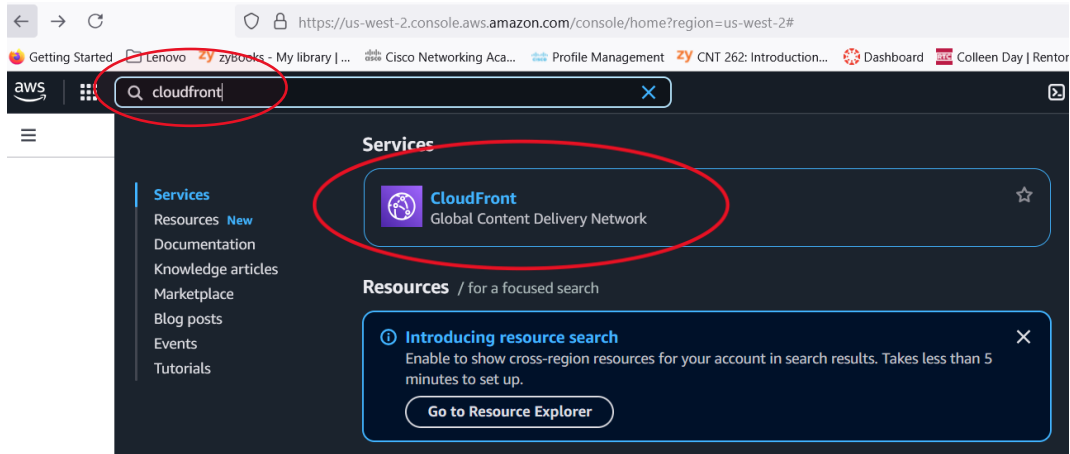 https://us-west-2.console.aws.amazon.com/console/home?region=us-west-2#
Getting Started Lenovo zy zyBooks - My library | ... Cisco Networking Aca... Profile Management zy CNT 262: Introduction... Dashboard RTC Colleen Day | Renton
aws cloudfront
Services
Services
Resources New
Documentation
Knowledge articles
Marketplace
Blog posts
Events
Tutorials
CloudFront
Global Content Delivery Network
Resources / for a focused search
Introducing resource search
Enable to show cross-region resources for your account in search results. Takes less than 5
minutes to set up.
Go to Resource Explorer